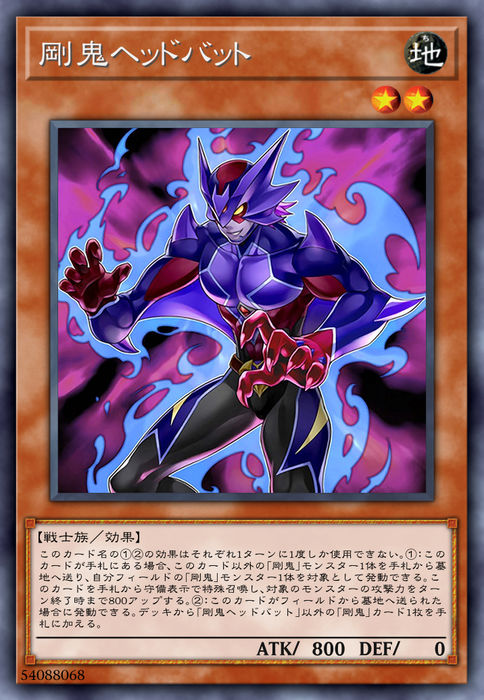 剛鬼ヘッドバット
地
ち
【戦士族／効果】
このカード名の①②の効果はそれぞれ1ターンに1度しか使用できない。①：この
カードが手札にある場合、このカード以外の「剛鬼」モンスター1体を手札から墓
地へ送り、自分フィールドの「剛鬼」モンスター1体を対象として発動できる。こ
のカードを手札から守備表示で特殊召喚し、対象のモンスターの攻撃力をター
ン終了時まで800アップする。②：このカードがフィールドから墓地へ送られた
場合に発動できる。デッキから「剛鬼ヘッドバット」以外の「剛鬼」カード1枚を手
札に加える。
ATK/ 800 DEF/ 0
54088068